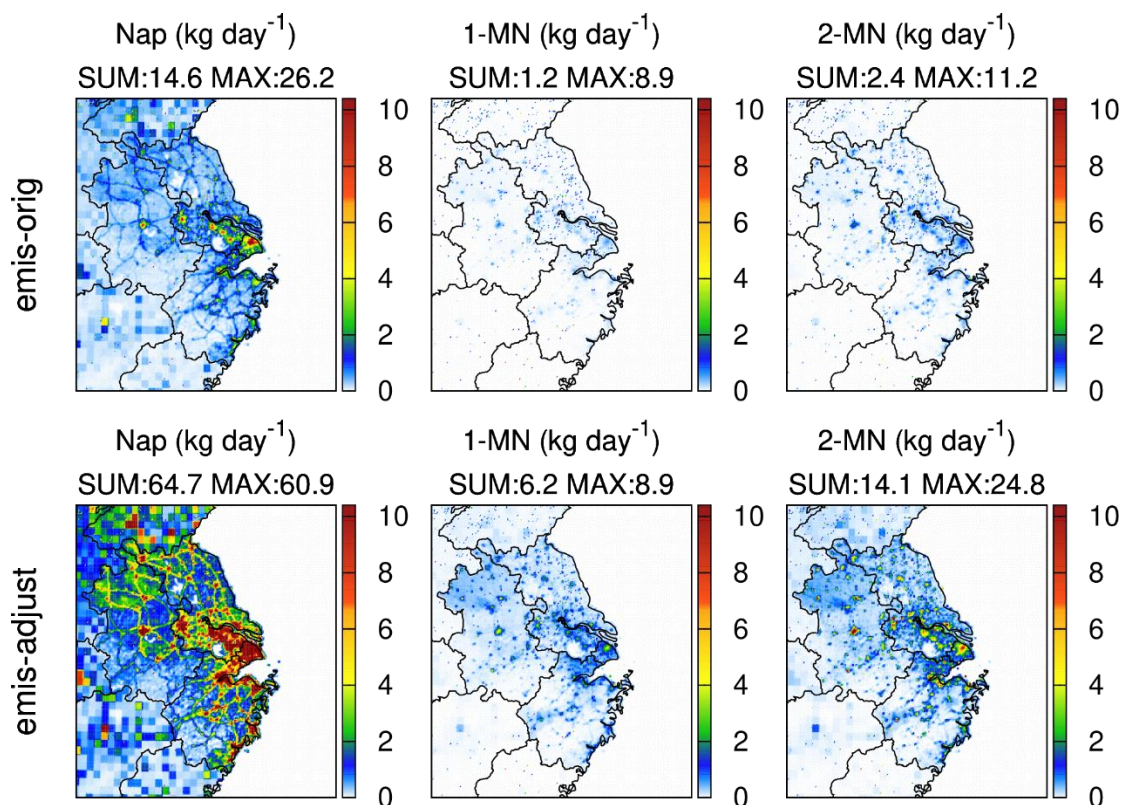 Nap (kg day⁻¹) 1-MN (kg day⁻¹) 2-MN (kg day⁻¹)
SUM:14.6 MAX:26.2 SUM:1.2 MAX:8.9 SUM:2.4 MAX:11.2
emis-orig
10 10 10
8 8 8
6 6 6
4 4 4
2 2 2
0 0 0
Nap (kg day⁻¹) 1-MN (kg day⁻¹) 2-MN (kg day⁻¹)
SUM:64.7 MAX:60.9 SUM:6.2 MAX:8.9 SUM:14.1 MAX:24.8
emis-adjust
10 10 10
8 8 8
6 6 6
4 4 4
2 2 2
0 0 0